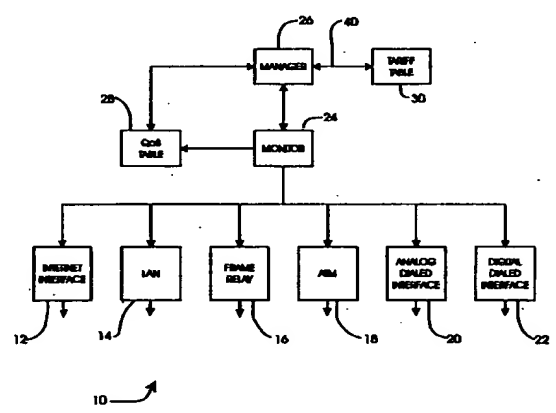 26
40
MANAGER
TARIFF
TABLE
30
28
24
QoS
TABLE
MONITOR
INTERNET
INTERFACE
LAN
FRAME
RELAY
ATM
ANALOG
DIALED
INTERFACE
DIGITAL
DIALED
INTERFACE
12
14
16
18
20
22
10